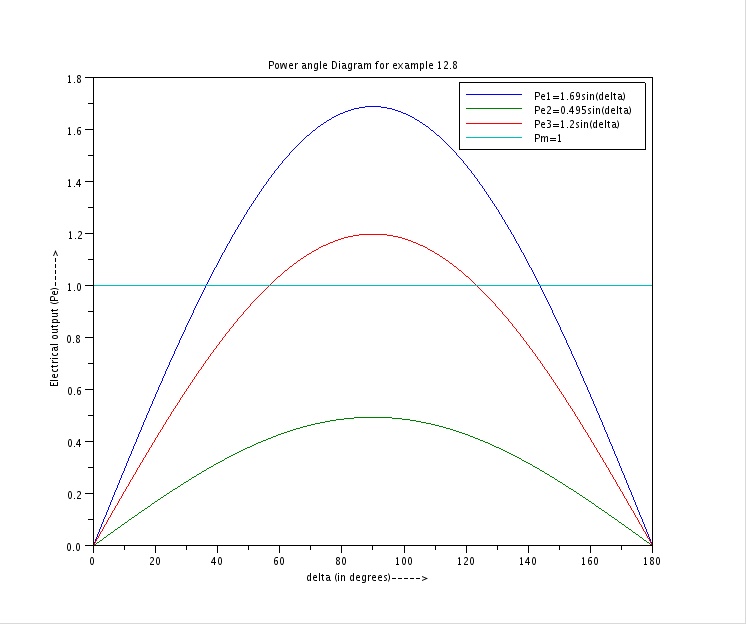 Power angle Diagram for example 12.8
Pe1=1.69sin(delta)
Pe2=0.495sin(delta)
Pe3=1.2sin(delta)
Pm=1
Electrical output (Pe)----->
1.8
1.6
1.4
1.2
1.0
0.8
0.6
0.4
0.2
0.0
0 20 40 60 80 100 120 140 160 180
delta (in degrees)----->